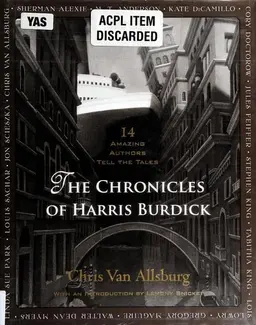 SHERMAN ALEXIE • M. T. ANDERSON • KATE DiCAMILLO •
YAS
ACPL ITEM
DISCARDED
CORY DOCTOROW • JULES FEIFFER • STEPHEN KING • TABITHA KING • LOIS
14
AMAZING
AUTHORS
TELL THE TALES
THE CHRONICLES
OF HARRIS BURDICK
Chris Van Allsburg
WITH AN INTRODUCTION BY LEMONY SNICKET
LOWRY • GREGORY MAGUIRE • WALTER DEAN MYERS •
LINDA SUE PARK • LOUIS SACHAR • JON SCIESZKA • CHRIS VAN ALLSBURG •